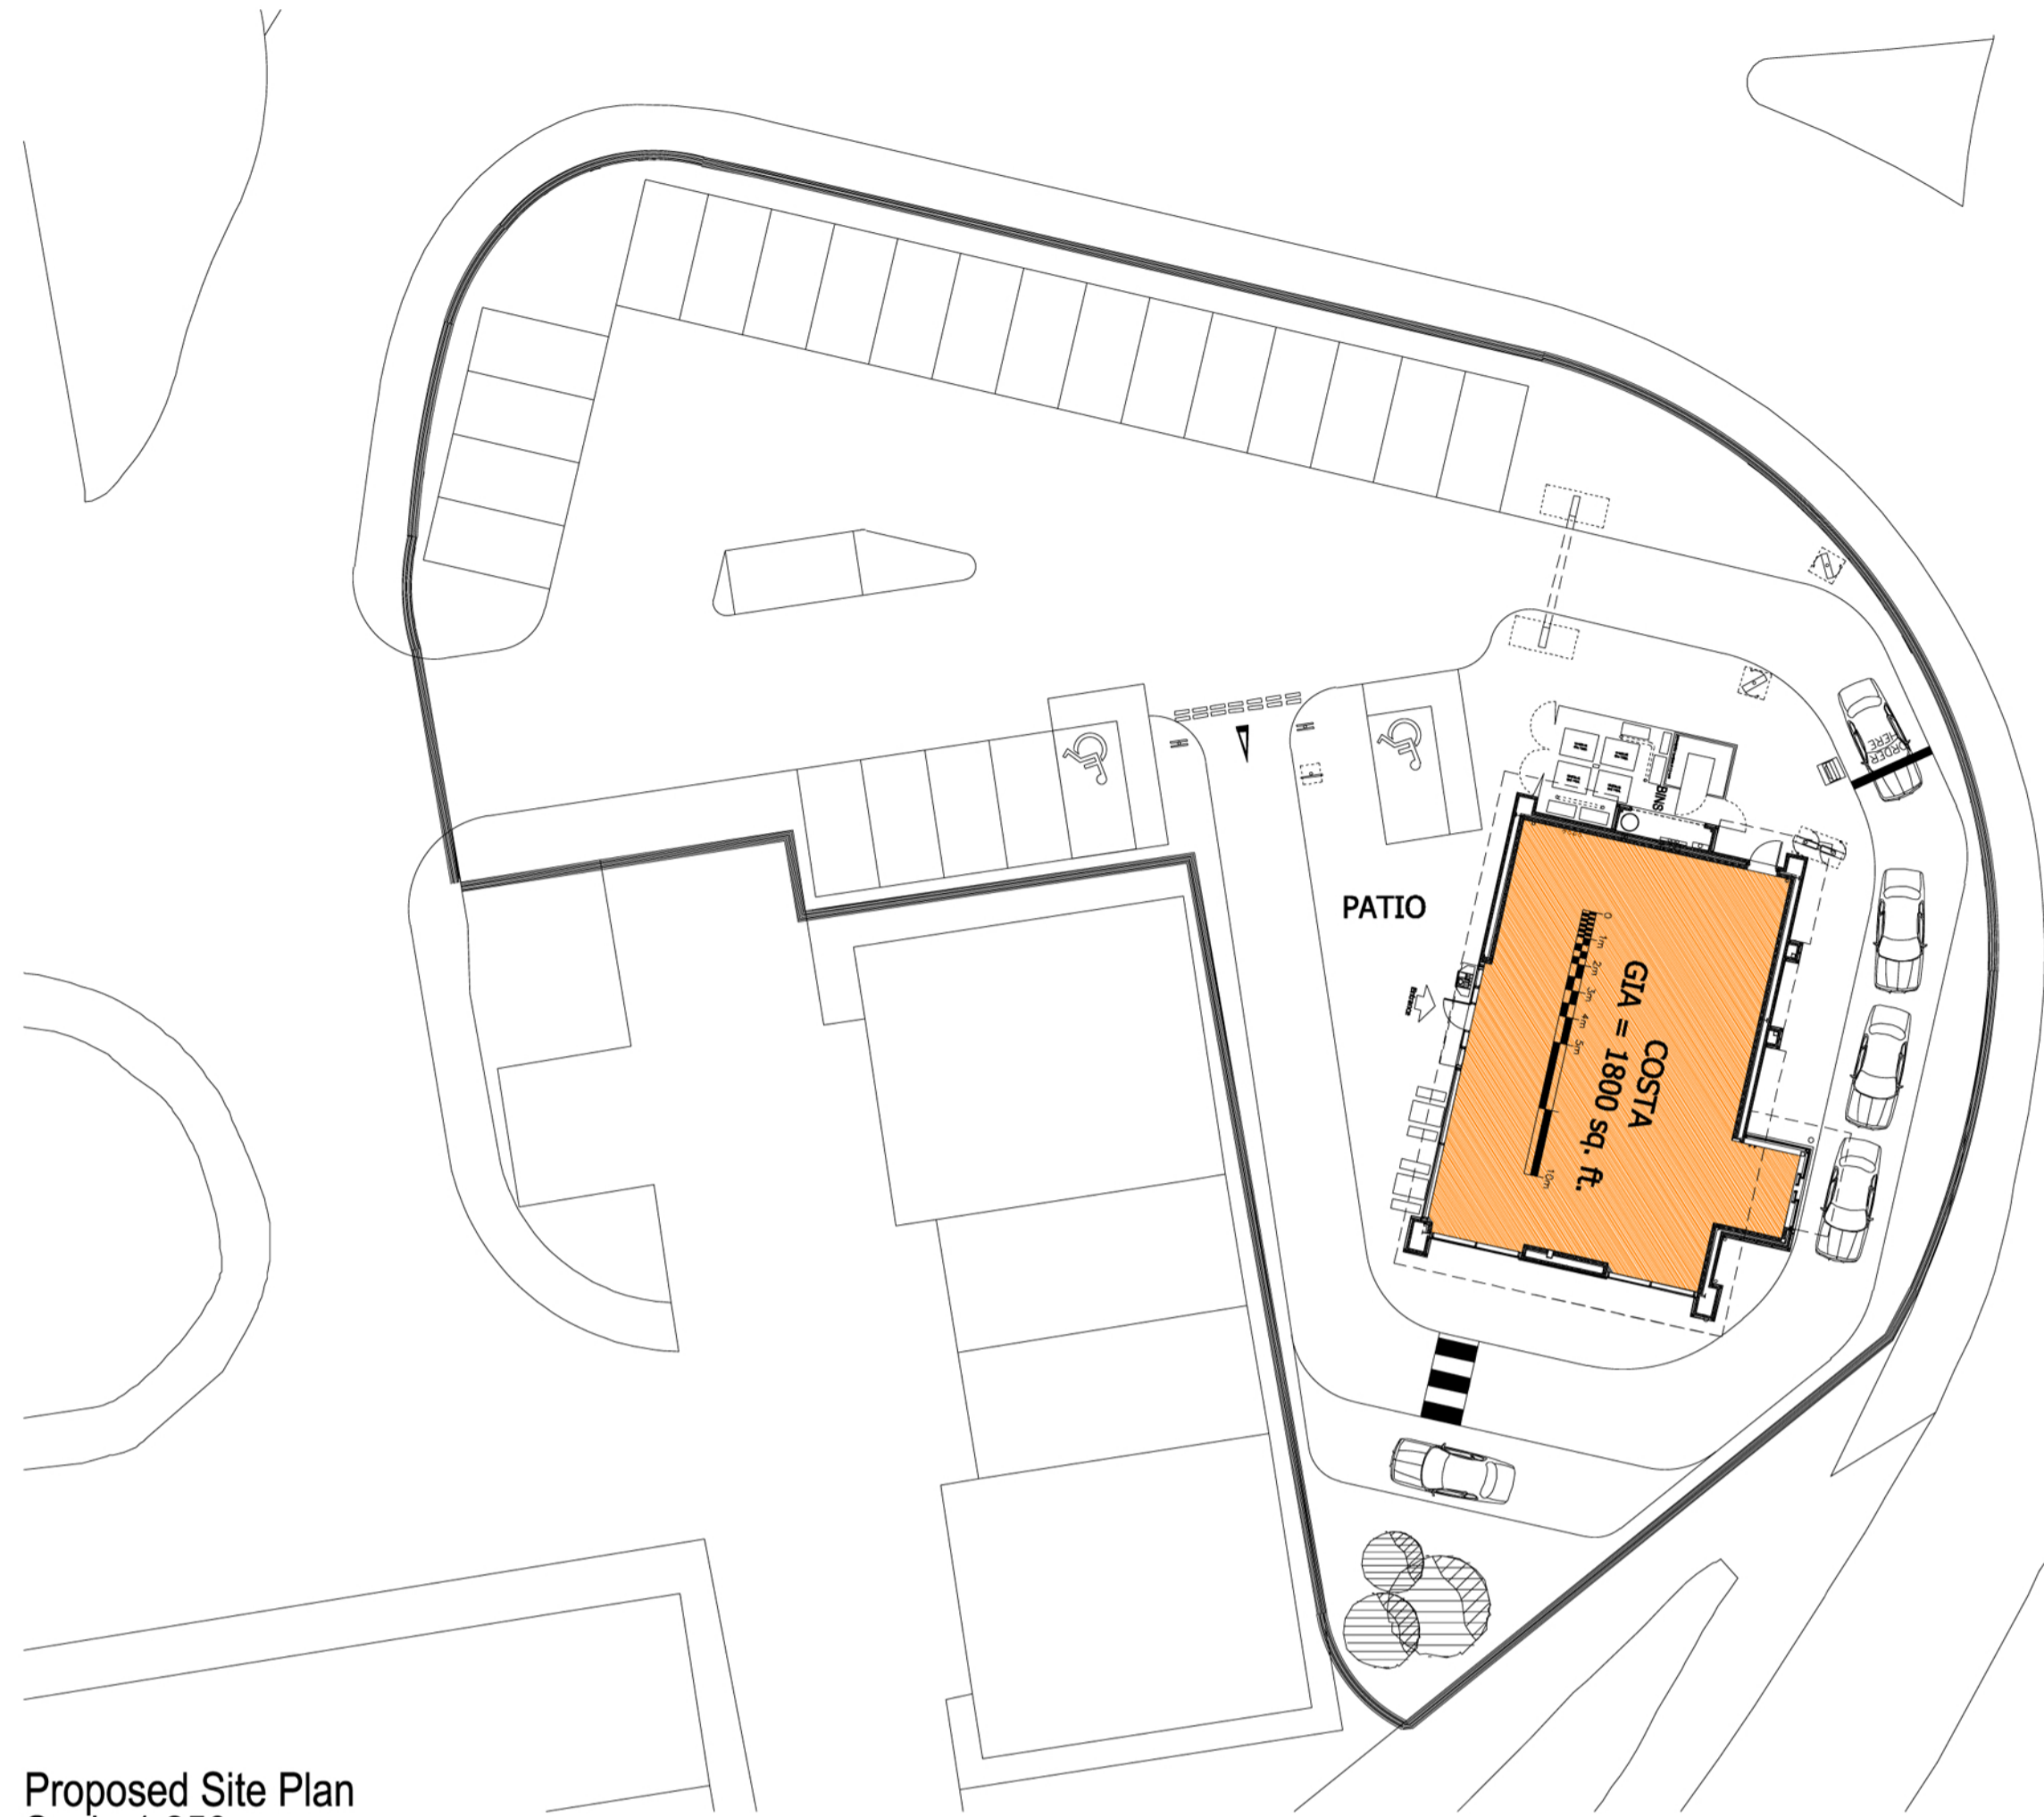 ORDER
HERE
BINS
PATIO
Entrance
0
1m
2m
3m
4m
5m
10m
COSTA
GIA = 1800 sq. ft.
Proposed Site Plan